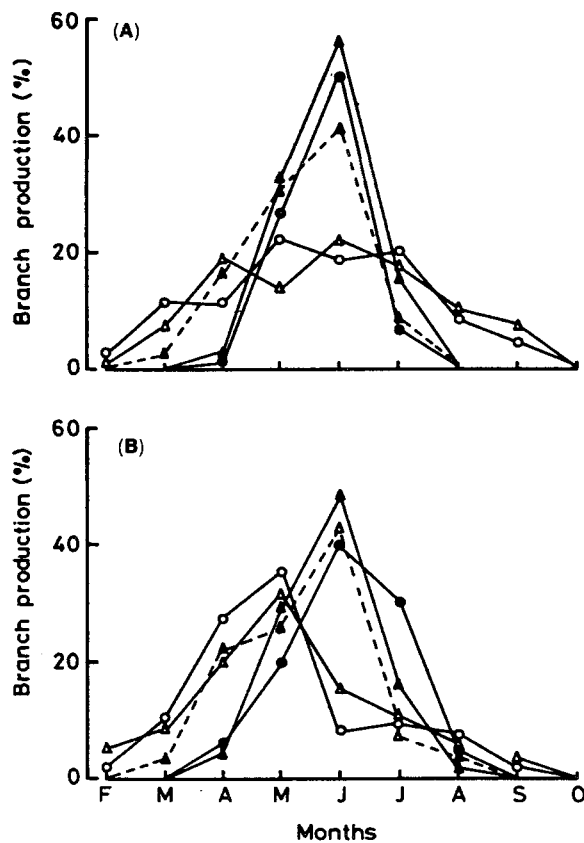 (A)
Branch production (%)
60
40
20
0
(B)
Branch production (%)
60
40
20
0
F M A M J J A S O
Months